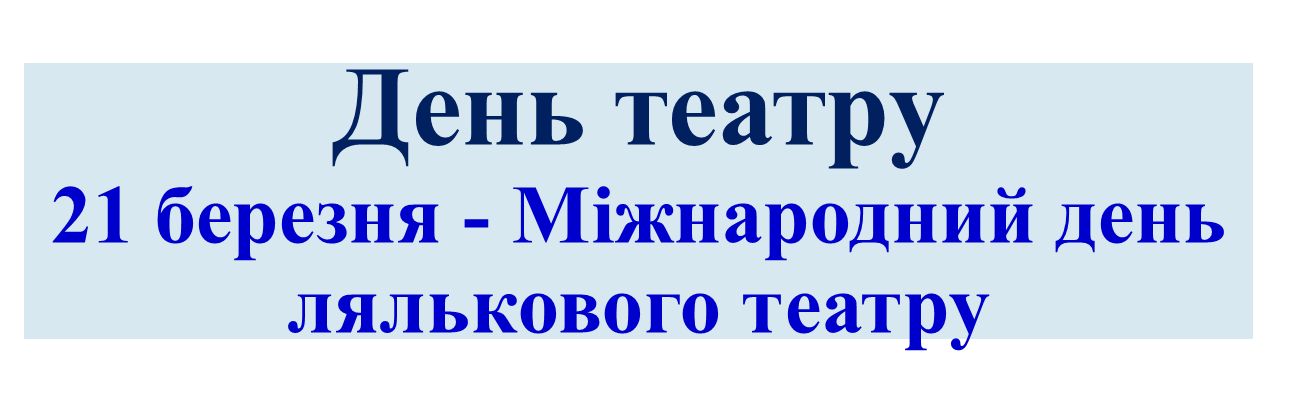 День театру
21 березня - Міжнародний день
лялькового театру